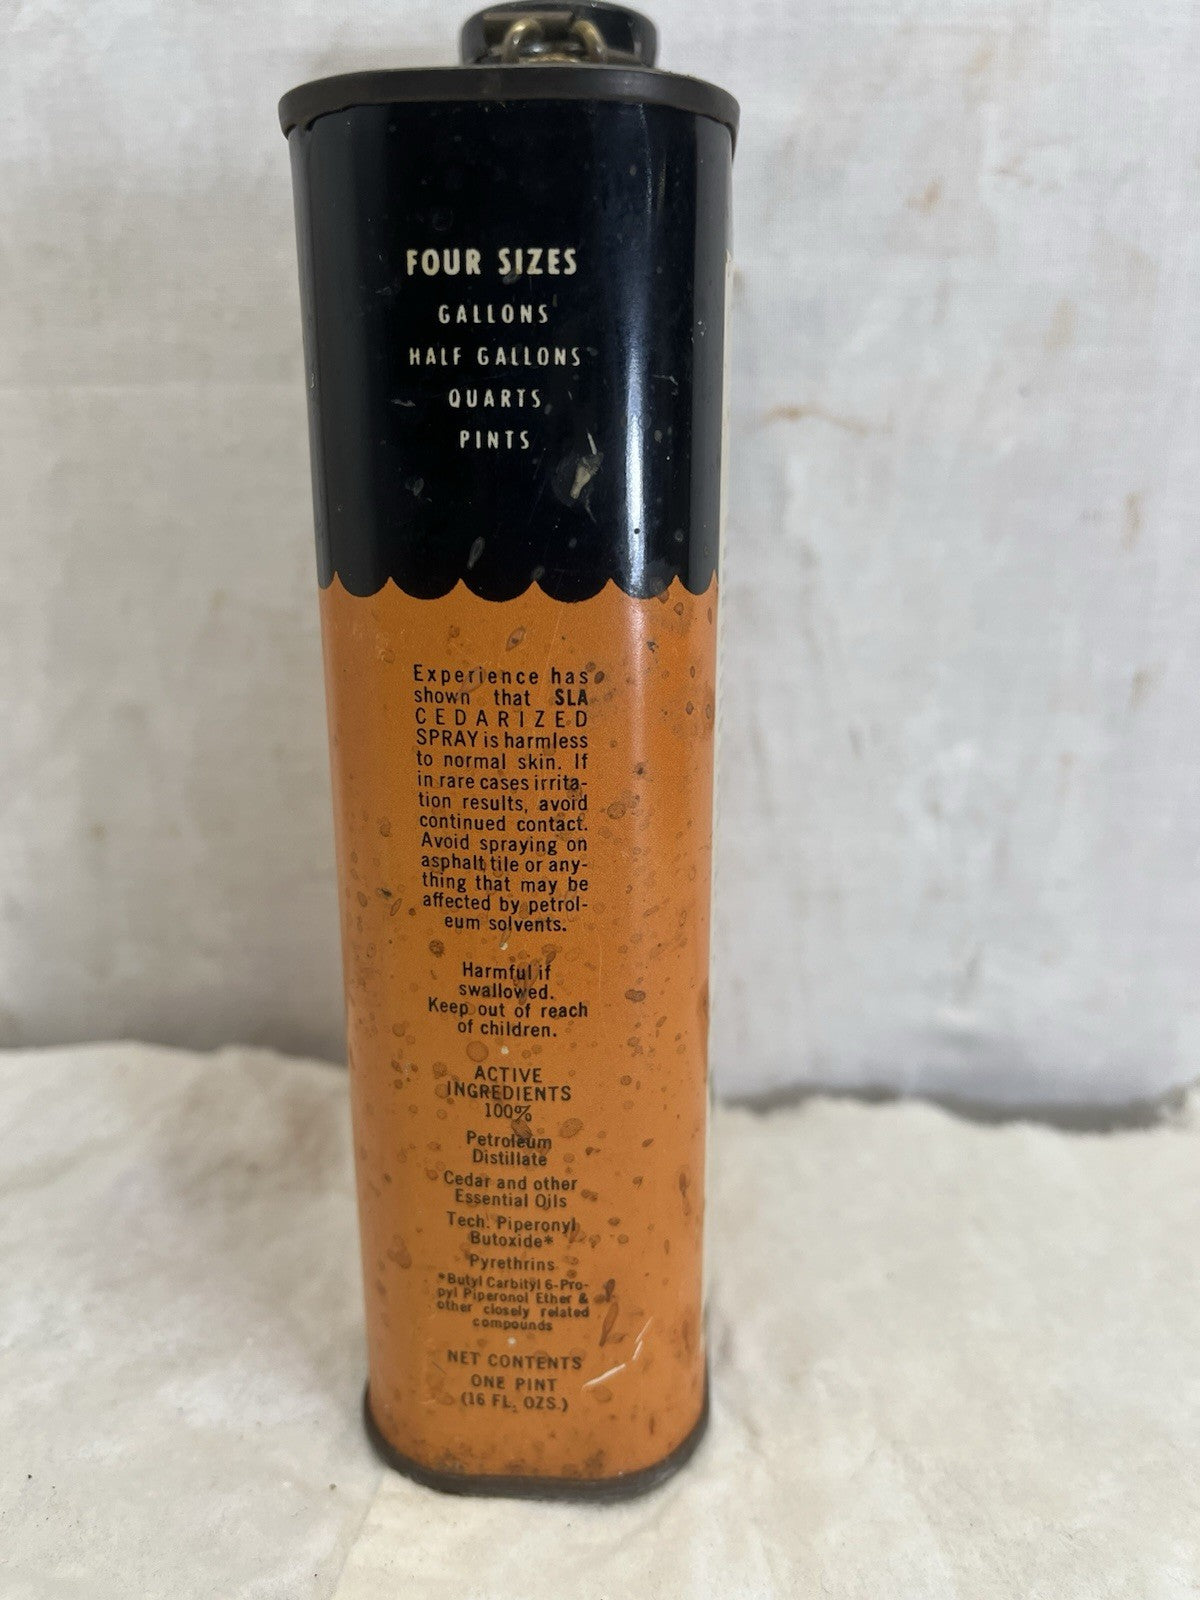 FOUR SIZES
GALLONS
HALF GALLONS
QUARTS
PINTS
Experience has
shown that SLA
CEDARIZED
SPRAY is harmless
to normal skin. If
in rare cases irrita-
tion results, avoid
continued contact.
Avoid spraying on
asphalt tile or any-
thing that may be
affected by petrol-
eum solvents.
Harmful if
swallowed.
Keep out of reach
of children.
ACTIVE
INGREDIENTS
100%
Petroleum
Distillate
Cedar and other
Essential Oils
Tech. Piperonyl
Butoxide*
Pyrethrins
*Butyl Carbityl 6-Pro-
pyl Piperonol Ether &
other closely related
compounds
NET CONTENTS
ONE PINT
(16 FL. OZS.)